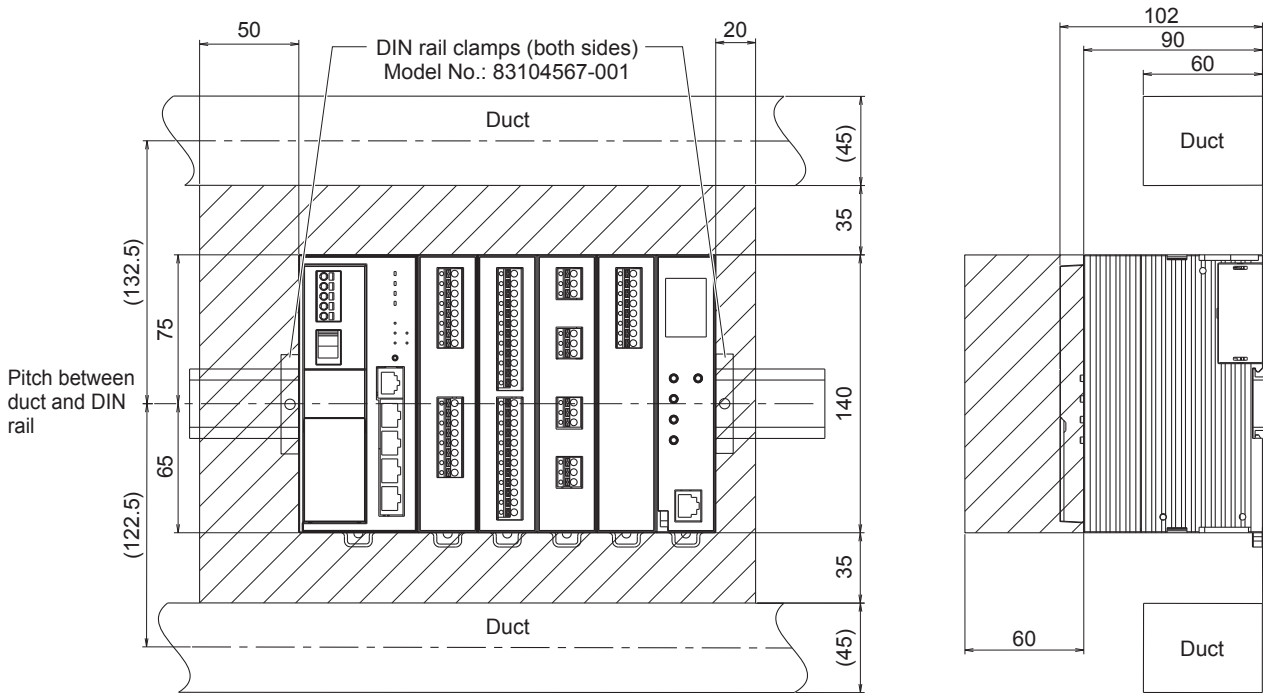 50
20
DIN rail clamps (both sides)
Model No.: 83104567-001
Duct
(45)
35
(132.5)
75
Pitch between
duct and DIN
rail
140
65
(122.5)
35
Duct
(45)
102
90
60
Duct
60
Duct